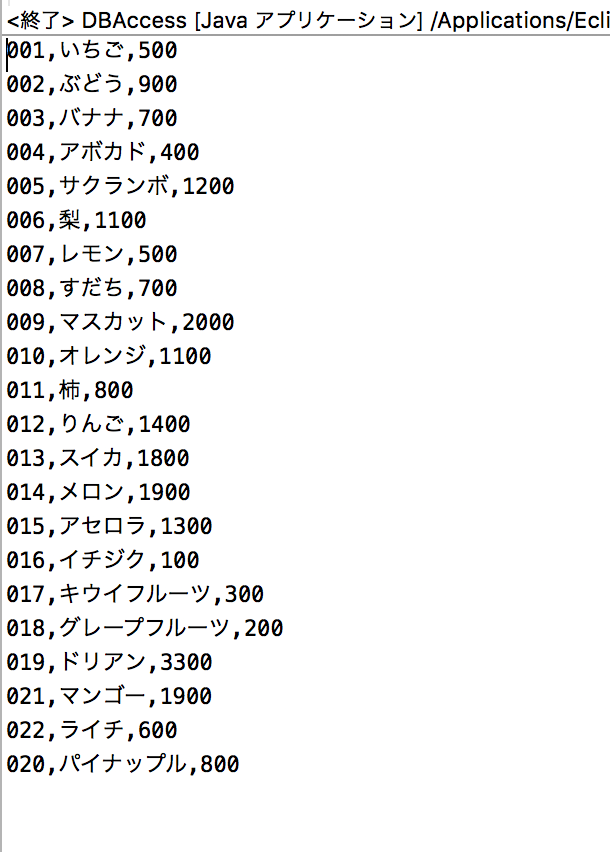 <終了> DBAccess [Java アプリケーション] /Applications/Ecli
001,いちご,500
002,ぶどう,900
003,バナナ,700
004,アボカド,400
005,サクランボ,1200
006,梨,1100
007,レモン,500
008,すだち,700
009,マスカット,2000
010,オレンジ,1100
011,柿,800
012,りんご,1400
013,スイカ,1800
014,メロン,1900
015,アセロラ,1300
016,イチジク,100
017,キウイフルーツ,300
018,グレープフルーツ,200
019,ドリアン,3300
021,マンゴー,1900
022,ライチ,600
020,パイナップル,800